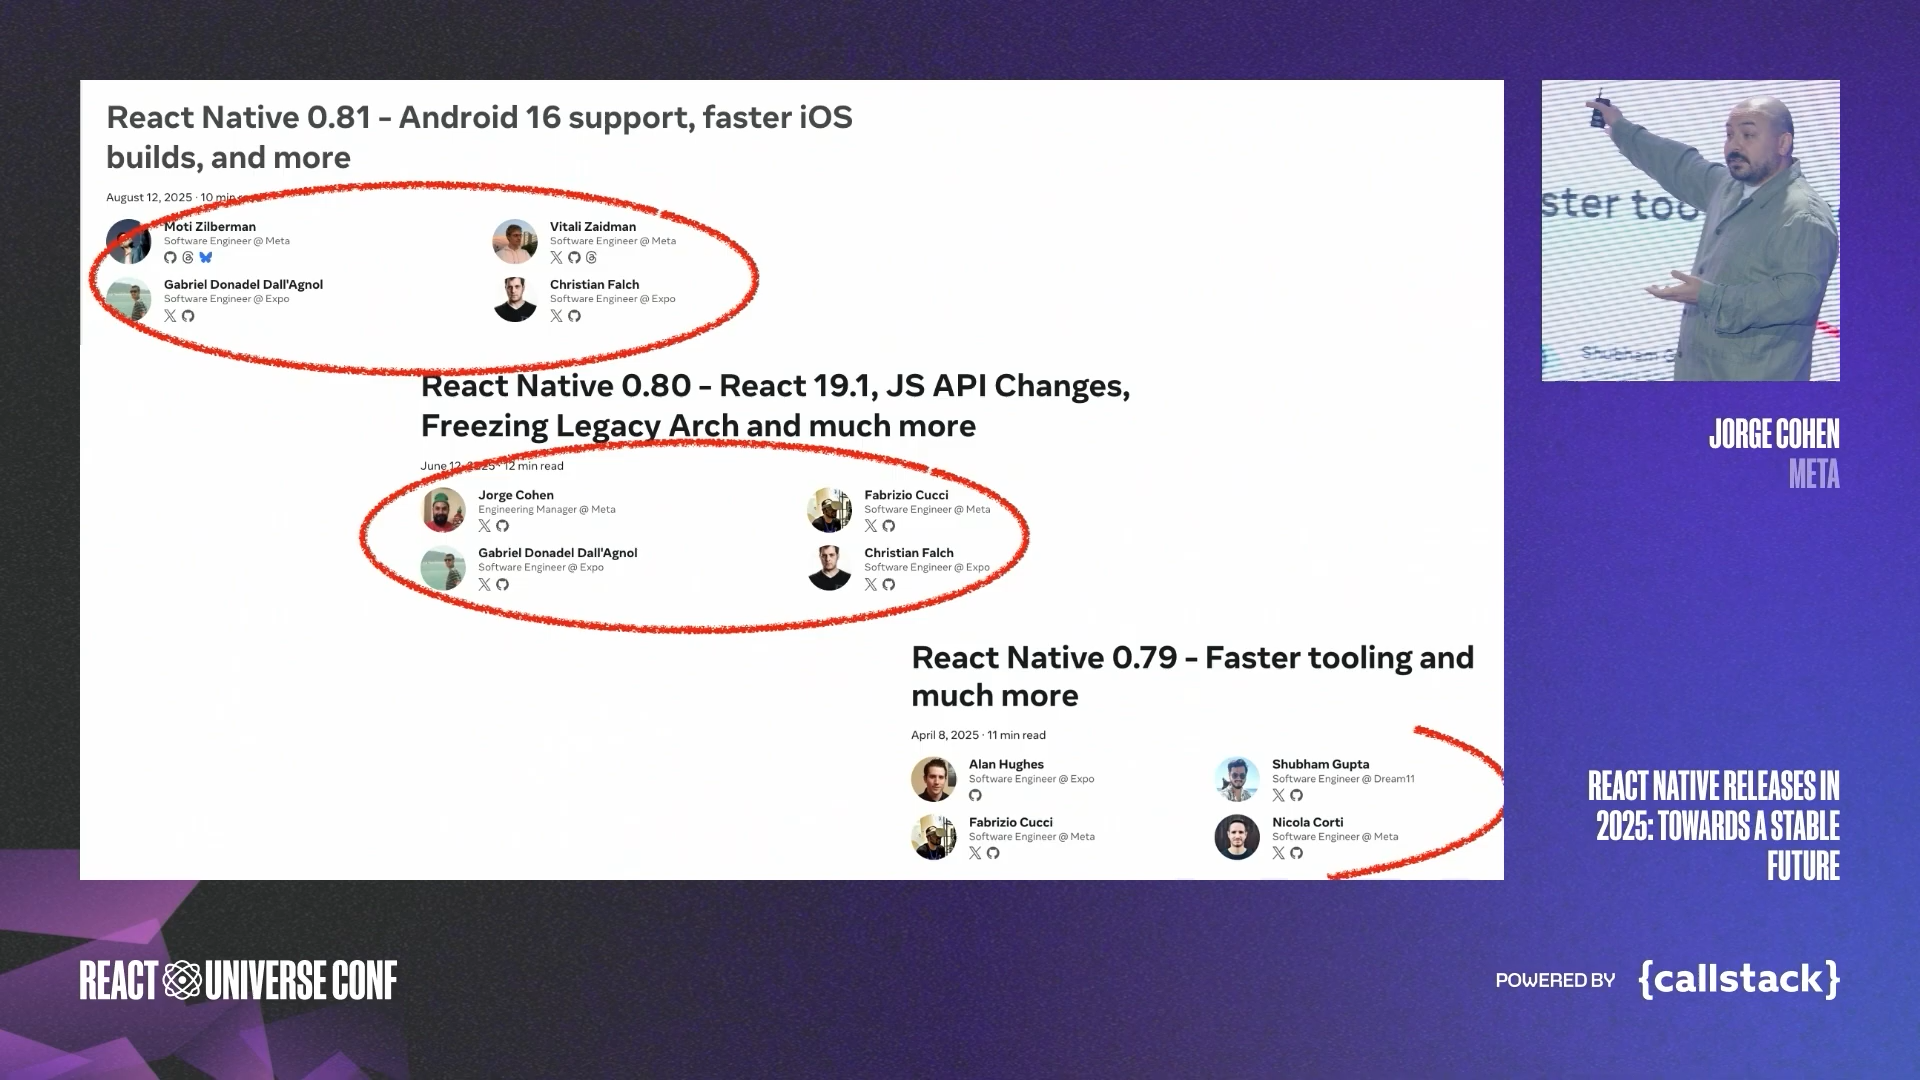 React Native 0.81 - Android 16 support, faster iOS
builds, and more
August 12, 2025 · 10 min
Moti Zilberman
Software Engineer @ Meta
Vitali Zaidman
Software Engineer @ Meta
Gabriel Donadel Dall'Agnol
Software Engineer @ Expo
Christian Falch
Software Engineer @ Expo
React Native 0.80 - React 19.1, JS API Changes,
Freezing Legacy Arch and much more
June 12, 2025 · 12 min read
Jorge Cohen
Engineering Manager @ Meta
Fabrizio Cucci
Software Engineer @ Meta
Gabriel Donadel Dall'Agnol
Software Engineer @ Expo
Christian Falch
Software Engineer @ Expo
React Native 0.79 - Faster tooling and
much more
April 8, 2025 · 11 min read
Alan Hughes
Software Engineer @ Expo
Shubham Gupta
Software Engineer @ Dream11
Fabrizio Cucci
Software Engineer @ Meta
Nicola Corti
Software Engineer @ Meta
ster too
Shubham G
JORGE COHEN
META
REACT NATIVE RELEASES IN
2025: TOWARDS A STABLE
FUTURE
REACT UNIVERSE CONF
POWERED BY {callstack}